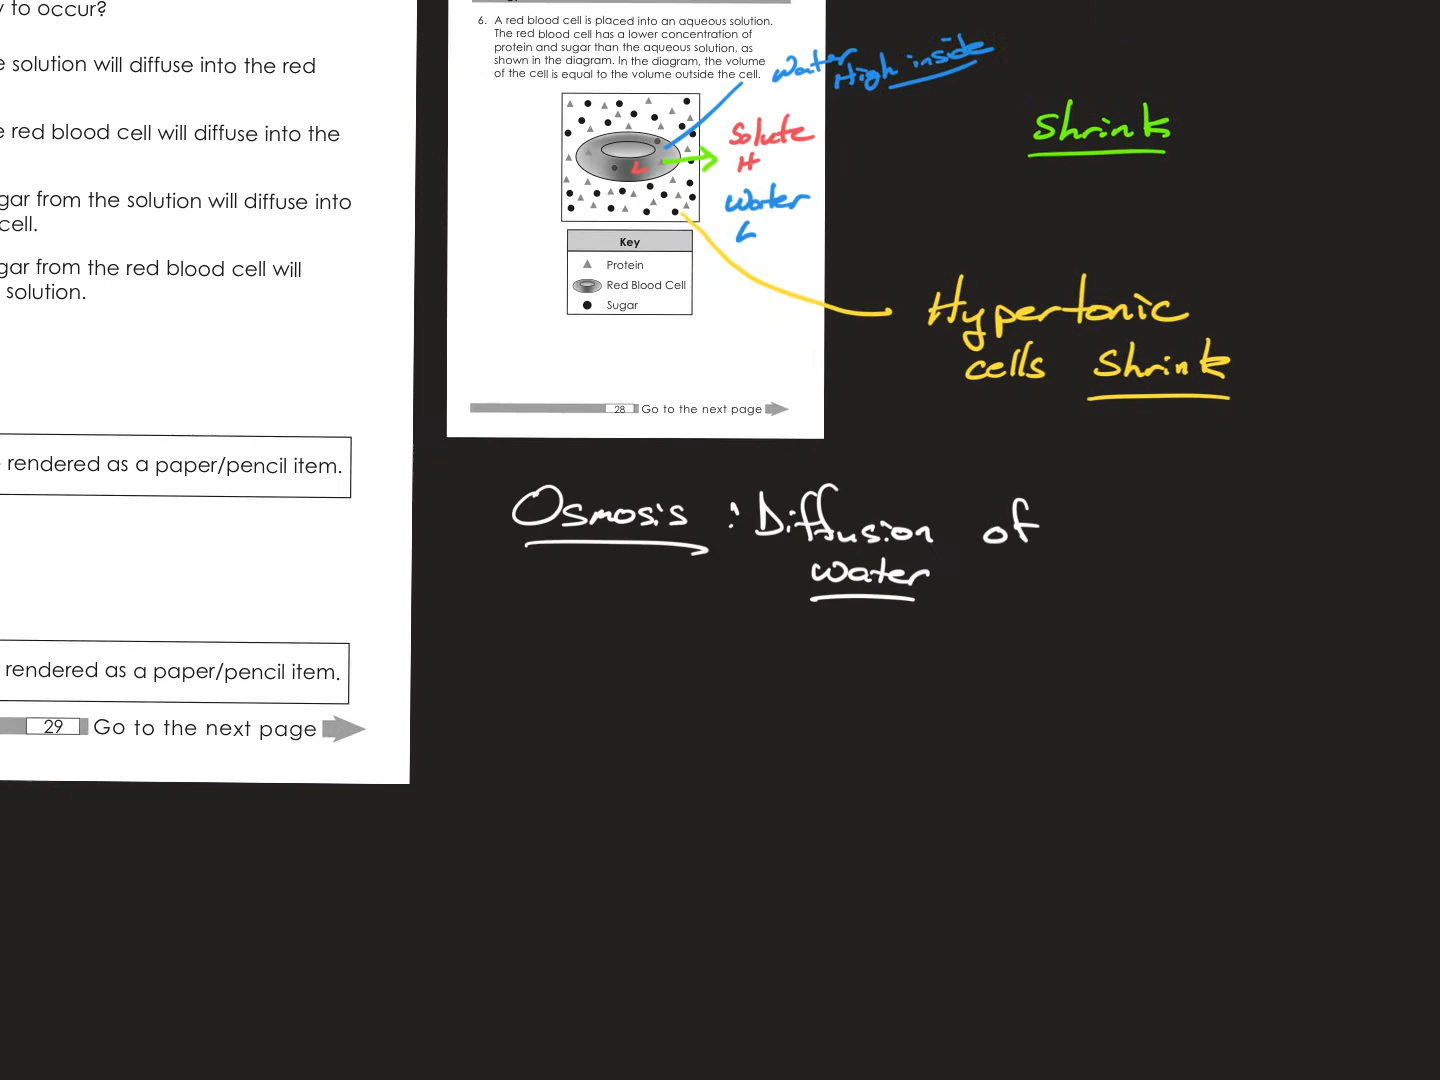 y to occur?
e solution will diffuse into the red
e red blood cell will diffuse into the
gar from the solution will diffuse into
cell.
gar from the red blood cell will
solution.
rendered as a paper/pencil item.
rendered as a paper/pencil item.
29 Go to the next page
6. A red blood cell is placed into an aqueous solution.
The red blood cell has a lower concentration of
protein and sugar than the aqueous solution, as
shown in the diagram. In the diagram, the volume
of the cell is equal to the volume outside the cell.
Water
High inside
Solute
H
L
Water
L
Key
Protein
Red Blood Cell
Sugar
28 Go to the next page
Shrink
Hypertonic
cells Shrink
Osmosis : Diffusion of
water